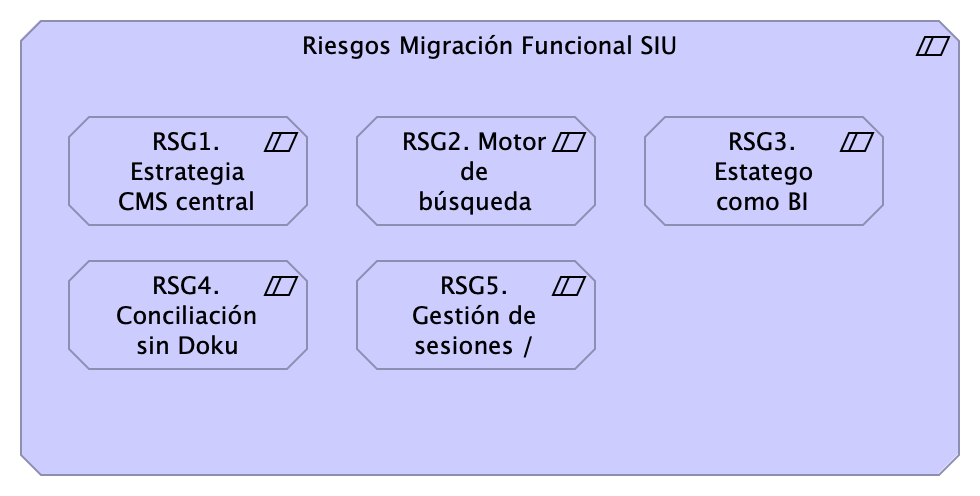 Riesgos Migración Funcional SIU
RSG1.
Estrategia
CMS central
RSG2. Motor
de
búsqueda
RSG3.
Estatego
como BI
RSG4.
Conciliación
sin Doku
RSG5.
Gestión de
sesiones /